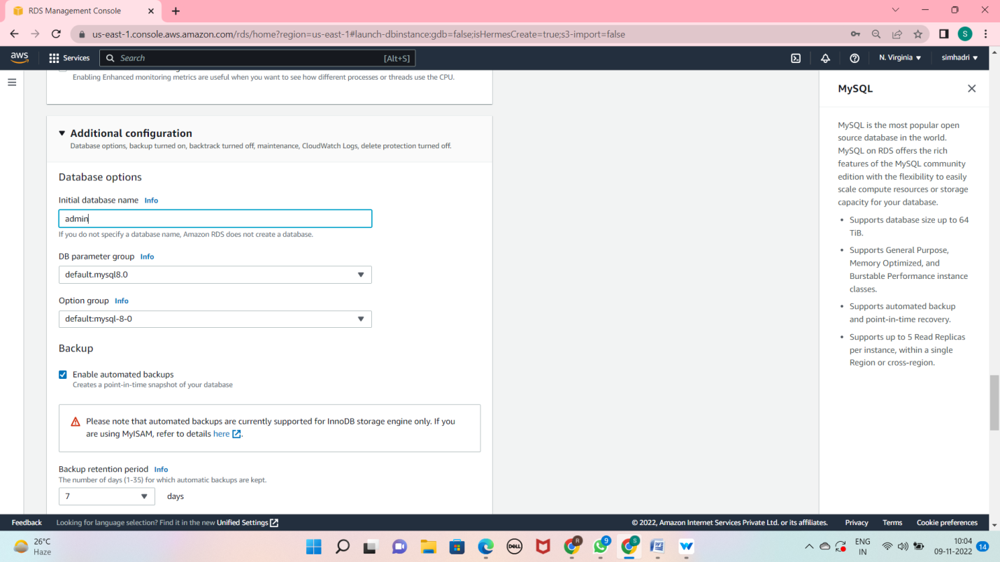 RDS Management Console
us-east-1.console.aws.amazon.com/rds/home?region=us-east-1#launch-dbinstance:gdb=false;isHermesCreate=true;s3-import=false
S
aws
Services
Search
[Alt+S]
N. Virginia
simhadri
Enabling Enhanced monitoring metrics are useful when you want to see how different processes or threads use the CPU.
Additional configuration
Database options, backup turned on, backtrack turned off, maintenance, CloudWatch Logs, delete protection turned off.
Database options
Initial database name Info
admin
If you do not specify a database name, Amazon RDS does not create a database.
DB parameter group Info
default.mysql8.0
Option group Info
default:mysql-8-0
Backup
Enable automated backups
Creates a point-in-time snapshot of your database
Please note that automated backups are currently supported for InnoDB storage engine only. If you
are using MyISAM, refer to details here.
Backup retention period Info
The number of days (1-35) for which automatic backups are kept.
7 days
MySQL
MySQL is the most popular open
source database in the world.
MySQL on RDS offers the rich
features of the MySQL community
edition with the flexibility to easily
scale compute resources or storage
capacity for your database.
• Supports database size up to 64
TiB.
• Supports General Purpose,
Memory Optimized, and
Burstable Performance instance
classes.
• Supports automated backup
and point-in-time recovery.
• Supports up to 5 Read Replicas
per instance, within a single
Region or cross-region.
Feedback
Looking for language selection? Find it in the new Unified Settings
© 2022, Amazon Internet Services Private Ltd. or its affiliates.
Privacy
Terms
Cookie preferences
26°C
Haze
DELL
R
9
S
W
ENG
IN
10:04
09-11-2022
14